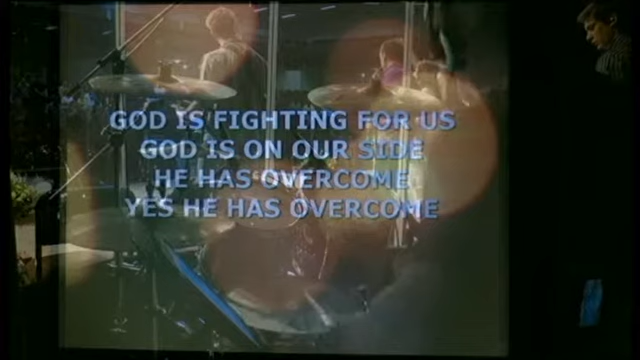 GOD IS FIGHTING FOR US
GOD IS ON OUR SIDE
HE HAS OVERCOME
YES HE HAS OVERCOME